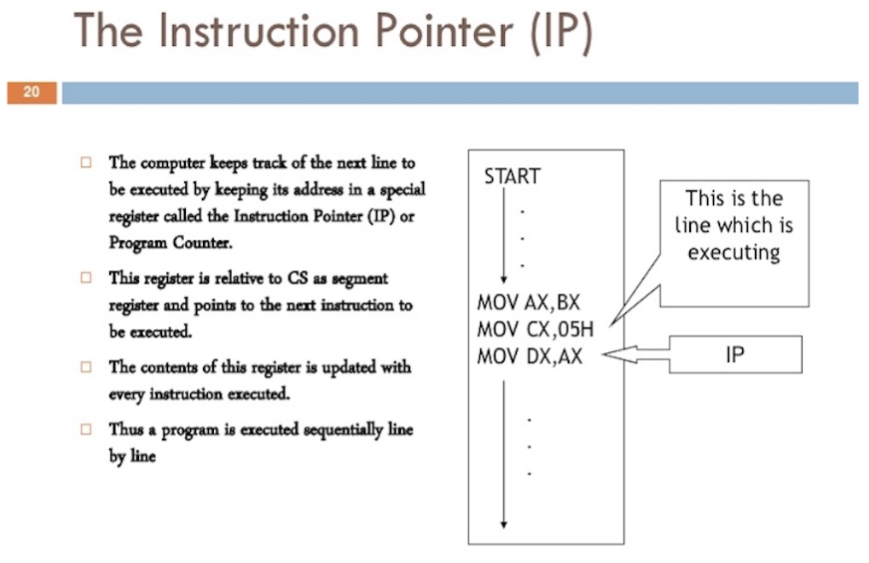 The Instruction Pointer (IP)
20
The computer keeps track of the next line to
be executed by keeping its address in a special
register called the Instruction Pointer (IP) or
Program Counter.
This register is relative to CS as segment
register and points to the next instruction to
be executed.
The contents of this register is updated with
every instruction executed.
Thus a program is executed sequentially line
by line
START
MOV AX,BX
MOV CX,05H
MOV DX,AX
This is the
line which is
executing
IP